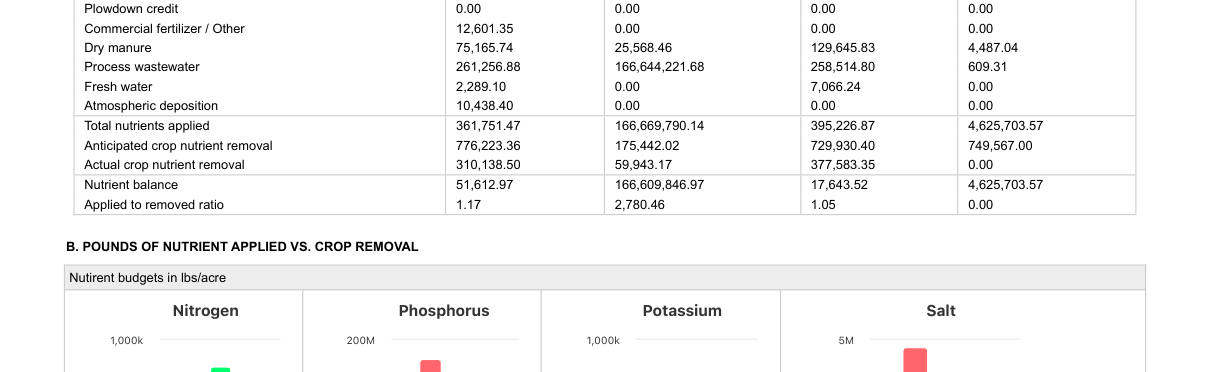 Plowdown credit 0.00 0.00 0.00 0.00
Commercial fertilizer / Other 12,601.35 0.00 0.00 0.00
Dry manure 75,165.74 25,568.46 129,645.83 4,487.04
Process wastewater 261,256.88 166,644,221.68 258,514.80 609.31
Fresh water 2,289.10 0.00 7,066.24 0.00
Atmospheric deposition 10,438.40 0.00 0.00 0.00
Total nutrients applied 361,751.47 166,669,790.14 395,226.87 4,625,703.57
Anticipated crop nutrient removal 776,223.36 175,442.02 729,930.40 749,567.00
Actual crop nutrient removal 310,138.50 59,943.17 377,583.35 0.00
Nutrient balance 51,612.97 166,609,846.97 17,643.52 4,625,703.57
Applied to removed ratio 1.17 2,780.46 1.05 0.00
B. POUNDS OF NUTRIENT APPLIED VS. CROP REMOVAL
Nutirent budgets in lbs/acre
Nitrogen Phosphorus Potassium Salt
1,000k 200M 1,000k 5M